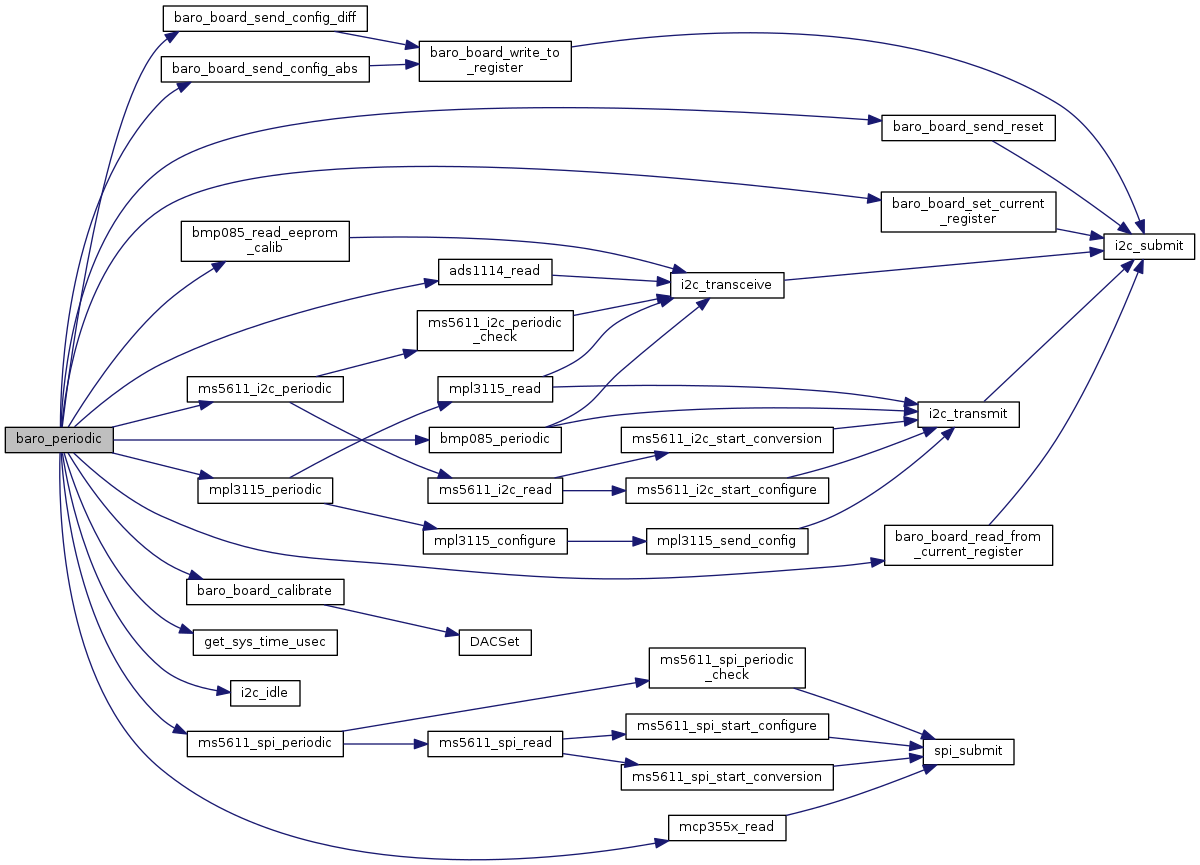 baro_board_send_config_diff
baro_board_write_to
_register
baro_board_send_config_abs
baro_board_send_reset
baro_board_set_current
_register
bmp085_read_eeprom
_calib
i2c_submit
ads1114_read
i2c_transceive
ms5611_i2c_periodic
_check
ms5611_i2c_periodic
mpl3115_read
i2c_transmit
baro_periodic
bmp085_periodic
ms5611_i2c_start_conversion
mpl3115_periodic
ms5611_i2c_read
ms5611_i2c_start_configure
mpl3115_configure
mpl3115_send_config
baro_board_read_from
_current_register
baro_board_calibrate
get_sys_time_usec
DACSet
ms5611_spi_periodic
_check
i2c_idle
ms5611_spi_start_configure
ms5611_spi_periodic
ms5611_spi_read
spi_submit
ms5611_spi_start_conversion
mcp355x_read